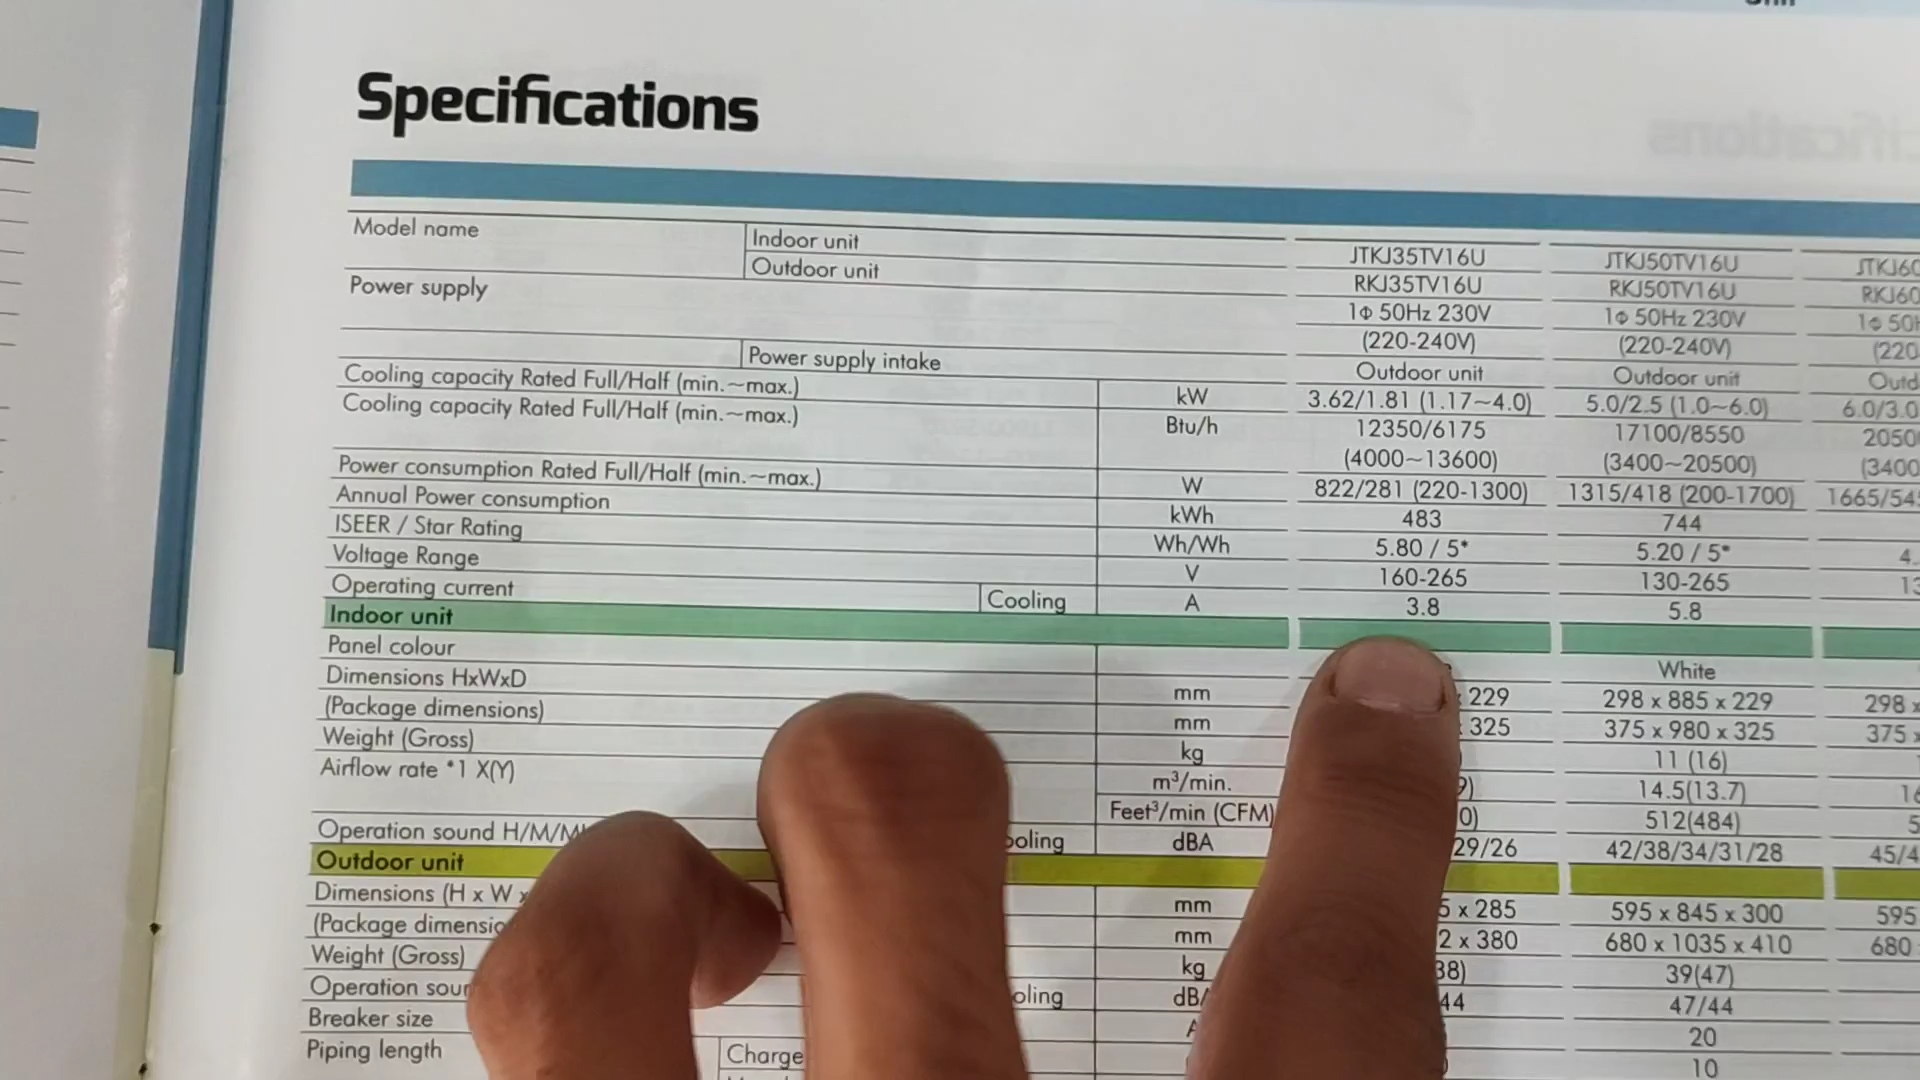 Specifications
Model name Indoor unit JTKJ35TV16U JTKJ50TV16U
Outdoor unit RKJ35TV16U RKJ50TV16U
Power supply 1Φ 50Hz 230V 1Φ 50Hz 230V
(220-240V) (220-240V)
Power supply intake Outdoor unit Outdoor unit
Cooling capacity Rated Full/Half (min.~max.) kW 3.62/1.81 (1.17~4.0) 5.0/2.5 (1.0~6.0)
Cooling capacity Rated Full/Half (min.~max.) Btu/h 12350/6175 17100/8550
(4000~13600) (3400~20500)
Power consumption Rated Full/Half (min.~max.) W 822/281 (220-1300) 1315/418 (200-1700)
Annual Power consumption kWh 483 744
ISEER / Star Rating Wh/Wh 5.80 / 5* 5.20 / 5*
Voltage Range V 160-265 130-265
Operating current Cooling A 3.8 5.8
Indoor unit
Panel colour White
Dimensions HxWxD mm 229 298 x 885 x 229
(Package dimensions) mm 325 375 x 980 x 325
Weight (Gross) kg 11 (16)
Airflow rate *1 X(Y) m³/min. 14.5(13.7)
Feet³/min (CFM) 512(484)
Operation sound H/M/M dBA 29/26 42/38/34/31/28
Outdoor unit
Dimensions (H x W x mm x 285 595 x 845 x 300
(Package mm x 380 680 x 1035 x 410
Weight (Gross) kg 39(47)
Operation dBA 44 47/44
Breaker size 20
Piping length Charge 10